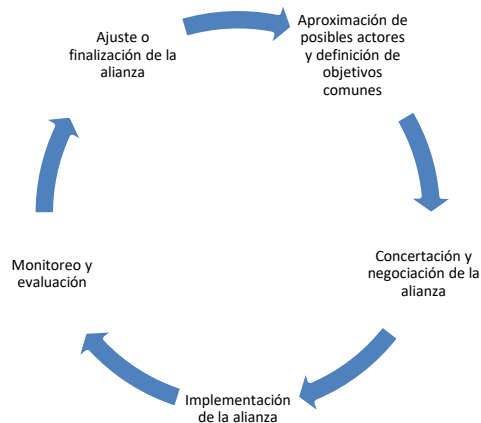 Aproximación de
posibles actores
y definición de
objetivos
comunes
Concertación y
negociación de la
alianza
Implementación
de la alianza
Monitoreo y
evaluación
Ajuste o
finalización de la
alianza